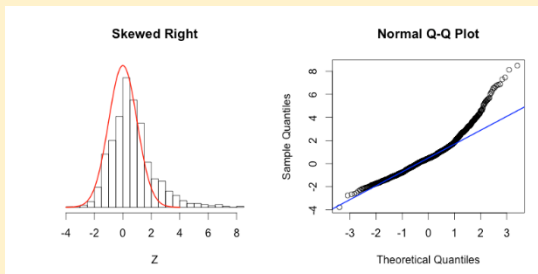 Skewed Right
-4 -2 0 2 4 6 8
Z
Normal Q-Q Plot
Sample Quantiles
8
6
4
2
0
-2
-4
-3 -2 -1 0 1 2 3
Theoretical Quantiles